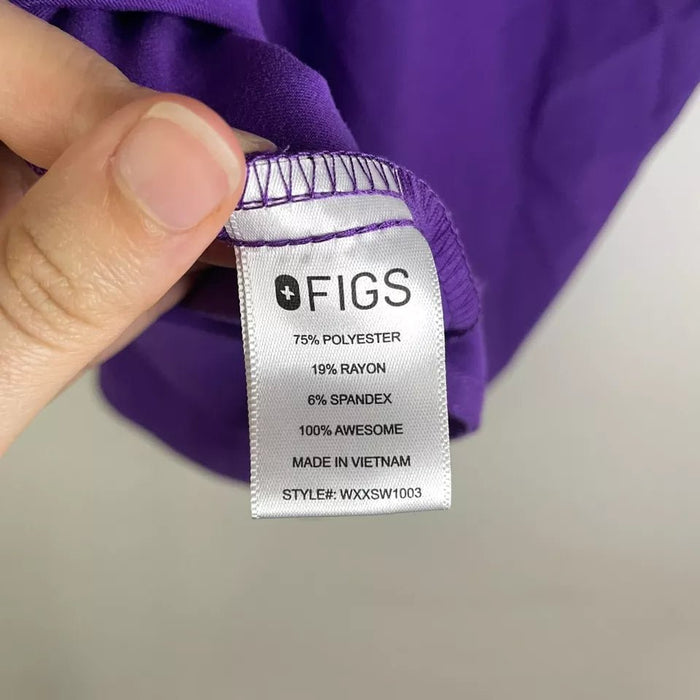 FIGS
75% POLYESTER
19% RAYON
6% SPANDEX
100% AWESOME
MADE IN VIETNAM
STYLE#: WXXSW1003